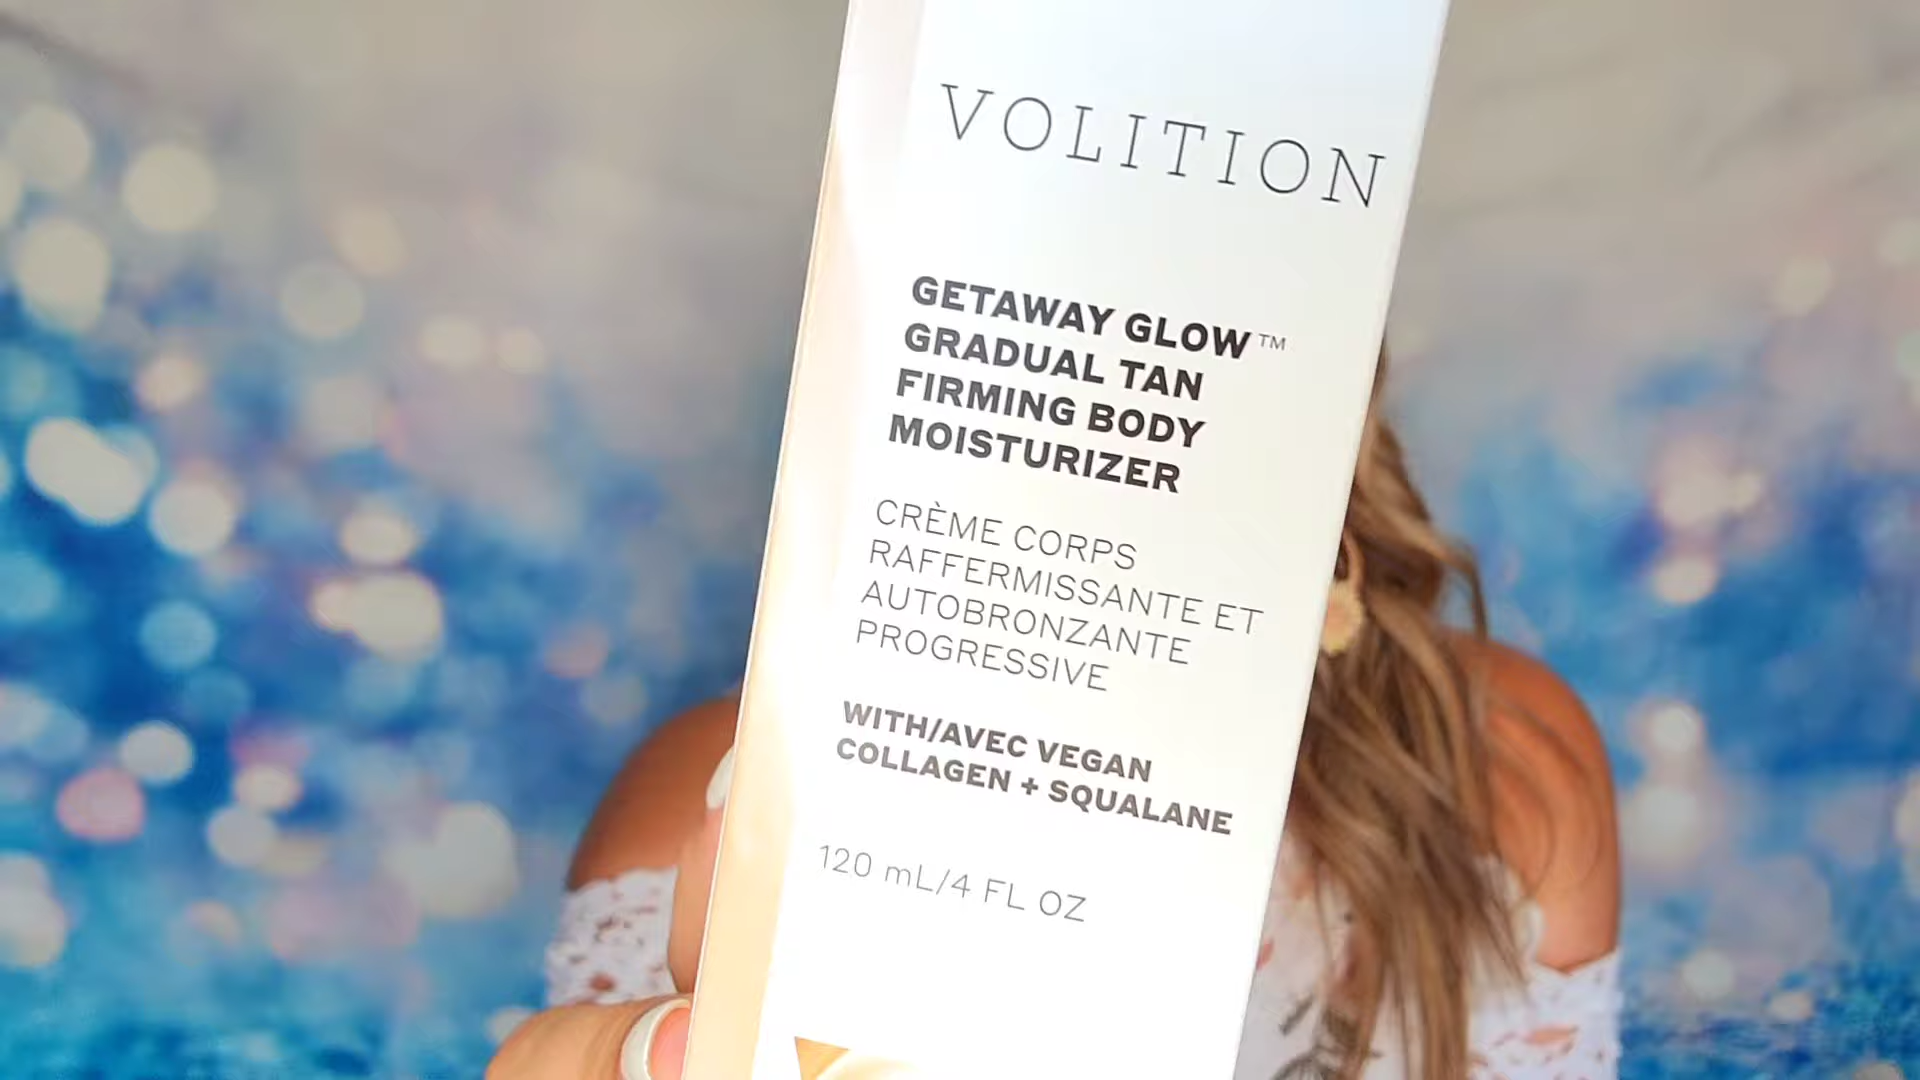 VOLITION
GETAWAY GLOW™
GRADUAL TAN
FIRMING BODY
MOISTURIZER
CRÈME CORPS
RAFFERMISSANTE ET
AUTOBRONZANTE
PROGRESSIVE
WITH/AVEC VEGAN
COLLAGEN + SQUALANE
120 mL/4 FL OZ